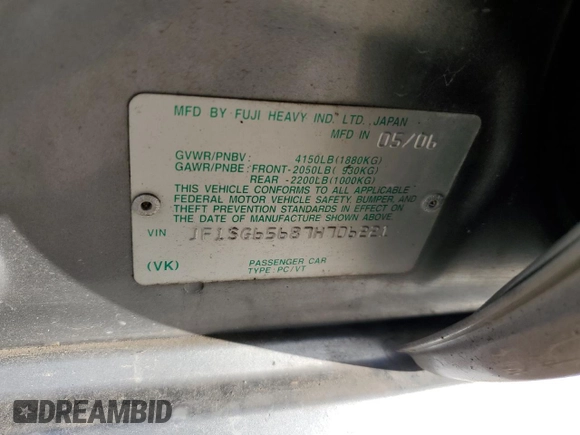 MFD BY FUJI HEAVY IND. LTD. JAPAN
MFD IN 05/06
GVWR/PNBV: 4150LB(1880KG)
GAWR/PNBE: FRONT-2050LB( 930KG)
REAR -2200LB(1000KG)
THIS VEHICLE CONFORMS TO ALL APPLICABLE
FEDERAL MOTOR VEHICLE SAFETY, BUMPER, AND
THEFT PREVENTION STANDARDS IN EFFECT ON
THE DATE OF MANUFACTURE SHOWN ABOVE.
VIN
(VK)
PASSENGER CAR
TYPE: PC/VT
DREAMBID